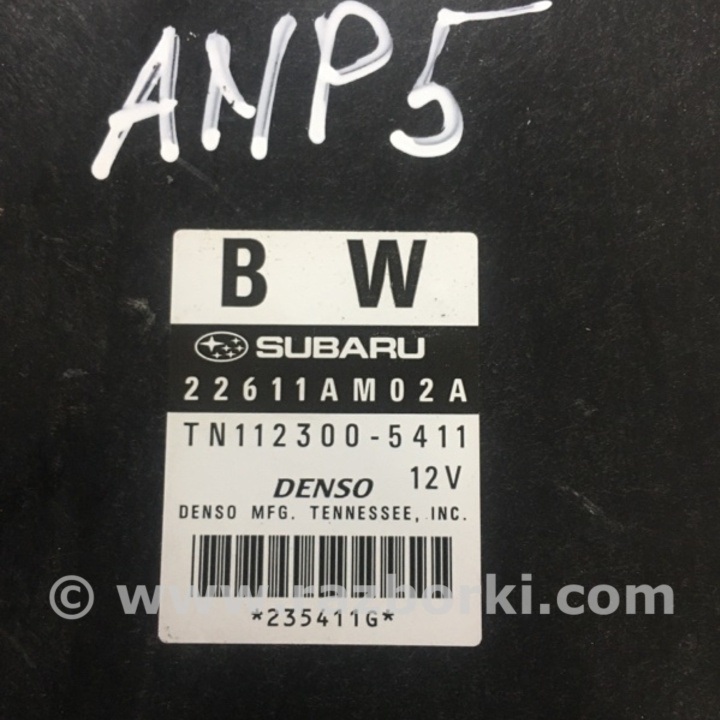 ANP5
B W
SUBARU
22611AM02A
TN112300-5411
DENSO 12V
DENSO MFG. TENNESSEE, INC.
© www.razborki.com
*235411G*